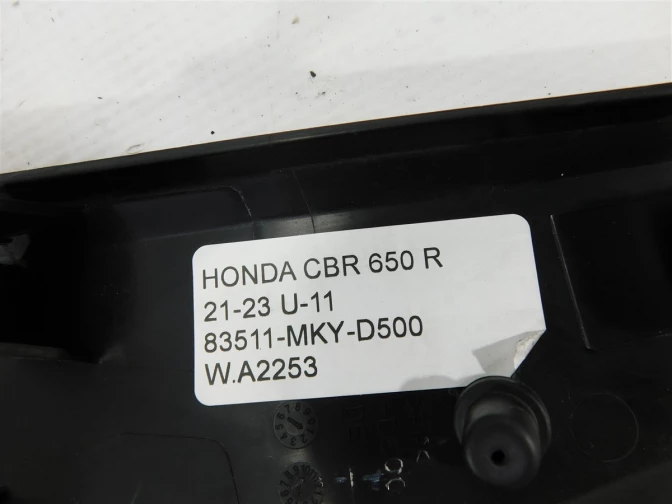 HONDA CBR 650 R
21-23 U-11
83511-MKY-D500
W.A2253